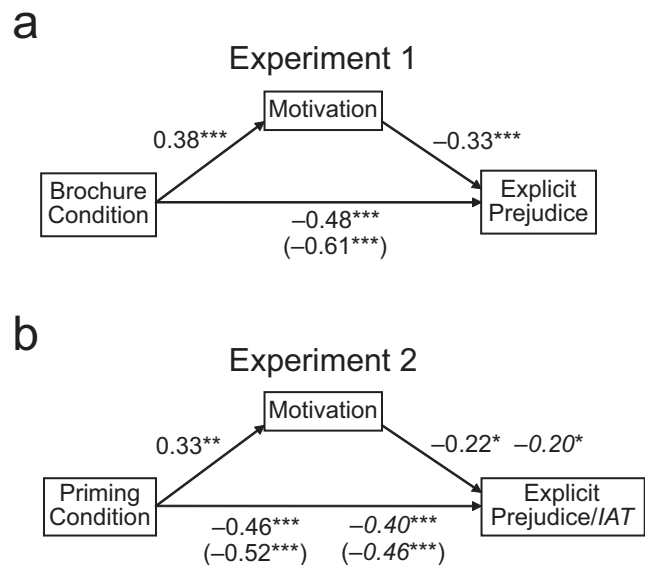 a
Experiment 1
Motivation
0.38***
–0.33***
Brochure
Condition
Explicit
Prejudice
–0.48***
(–0.61***)
b
Experiment 2
Motivation
0.33**
–0.22* –0.20*
Priming
Condition
Explicit
Prejudice/IAT
–0.46*** –0.40***
(–0.52***) (–0.46***)